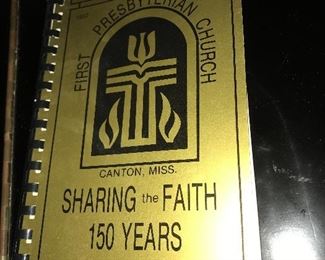 FIRST PRESBYTERIAN CHURCH
CANTON, MISS.
SHARING the FAITH
150 YEARS